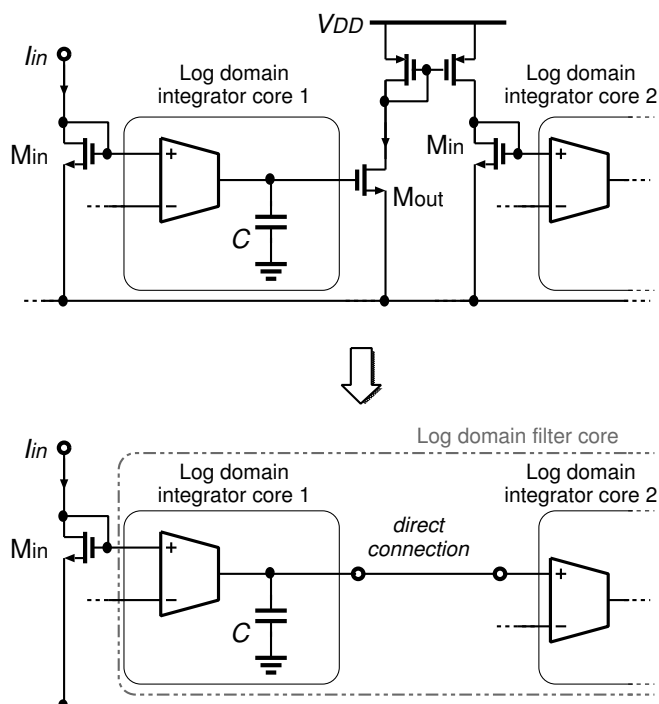 VDD
Iin
Log domain
integrator core 1
Log domain
integrator core 2
Min
+
−
C
Mout
Min
+
−
Log domain filter core
Iin
Log domain
integrator core 1
Log domain
integrator core 2
Min
direct
connection
+
−
C
+
−